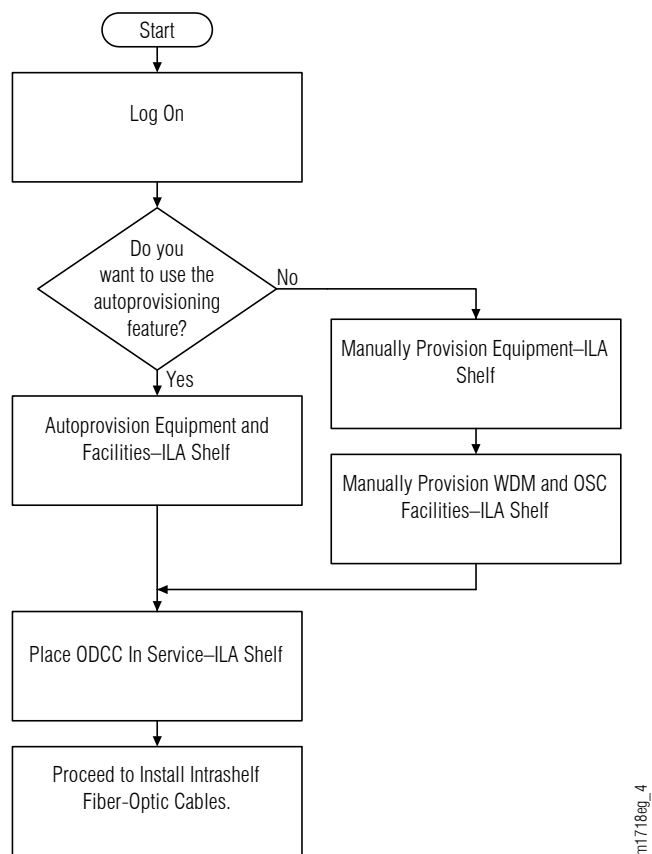 Start
Log On
Do you
want to use the
autoprovisioning
feature?
No
Yes
Manually Provision Equipment–ILA
Shelf
Autoprovision Equipment and
Facilities–ILA Shelf
Manually Provision WDM and OSC
Facilities–ILA Shelf
Place ODCC In Service–ILA Shelf
Proceed to Install Intrashelf
Fiber-Optic Cables.
m1718eg_4